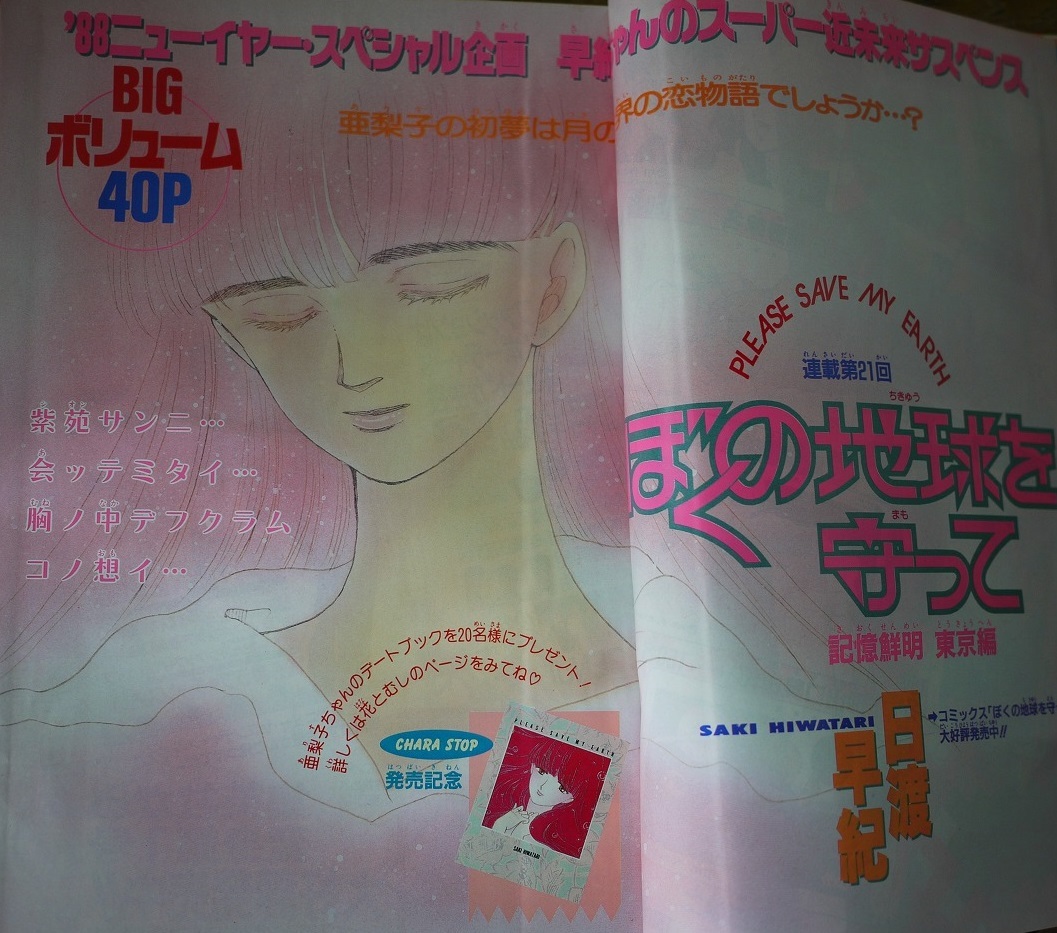 '88ニューイヤー・スペシャル企画 早紀ちゃんのスーパー近未来サスペンス
亜梨子の初夢は月の界の恋物語でしょうか…?
BIG
ボリューム
40P
PLEASE SAVE MY EARTH
連載第21回
ぼくの地球を
守って
記憶鮮明 東京編
紫苑サンニ…
会ッテミタイ…
胸ノ中デフクラム
コノ想イ…
亜梨子ちゃんのデートブックを20名様にプレゼント!
詳しくは花とむしのページをみてね♡
CHARA STOP
発売記念
PLEASE SAVE MY EARTH
SAKI HIWATARI
SAKI HIWATARI
日渡
早紀
➡コミックス「ぼくの地球を守
大好評発売中!!